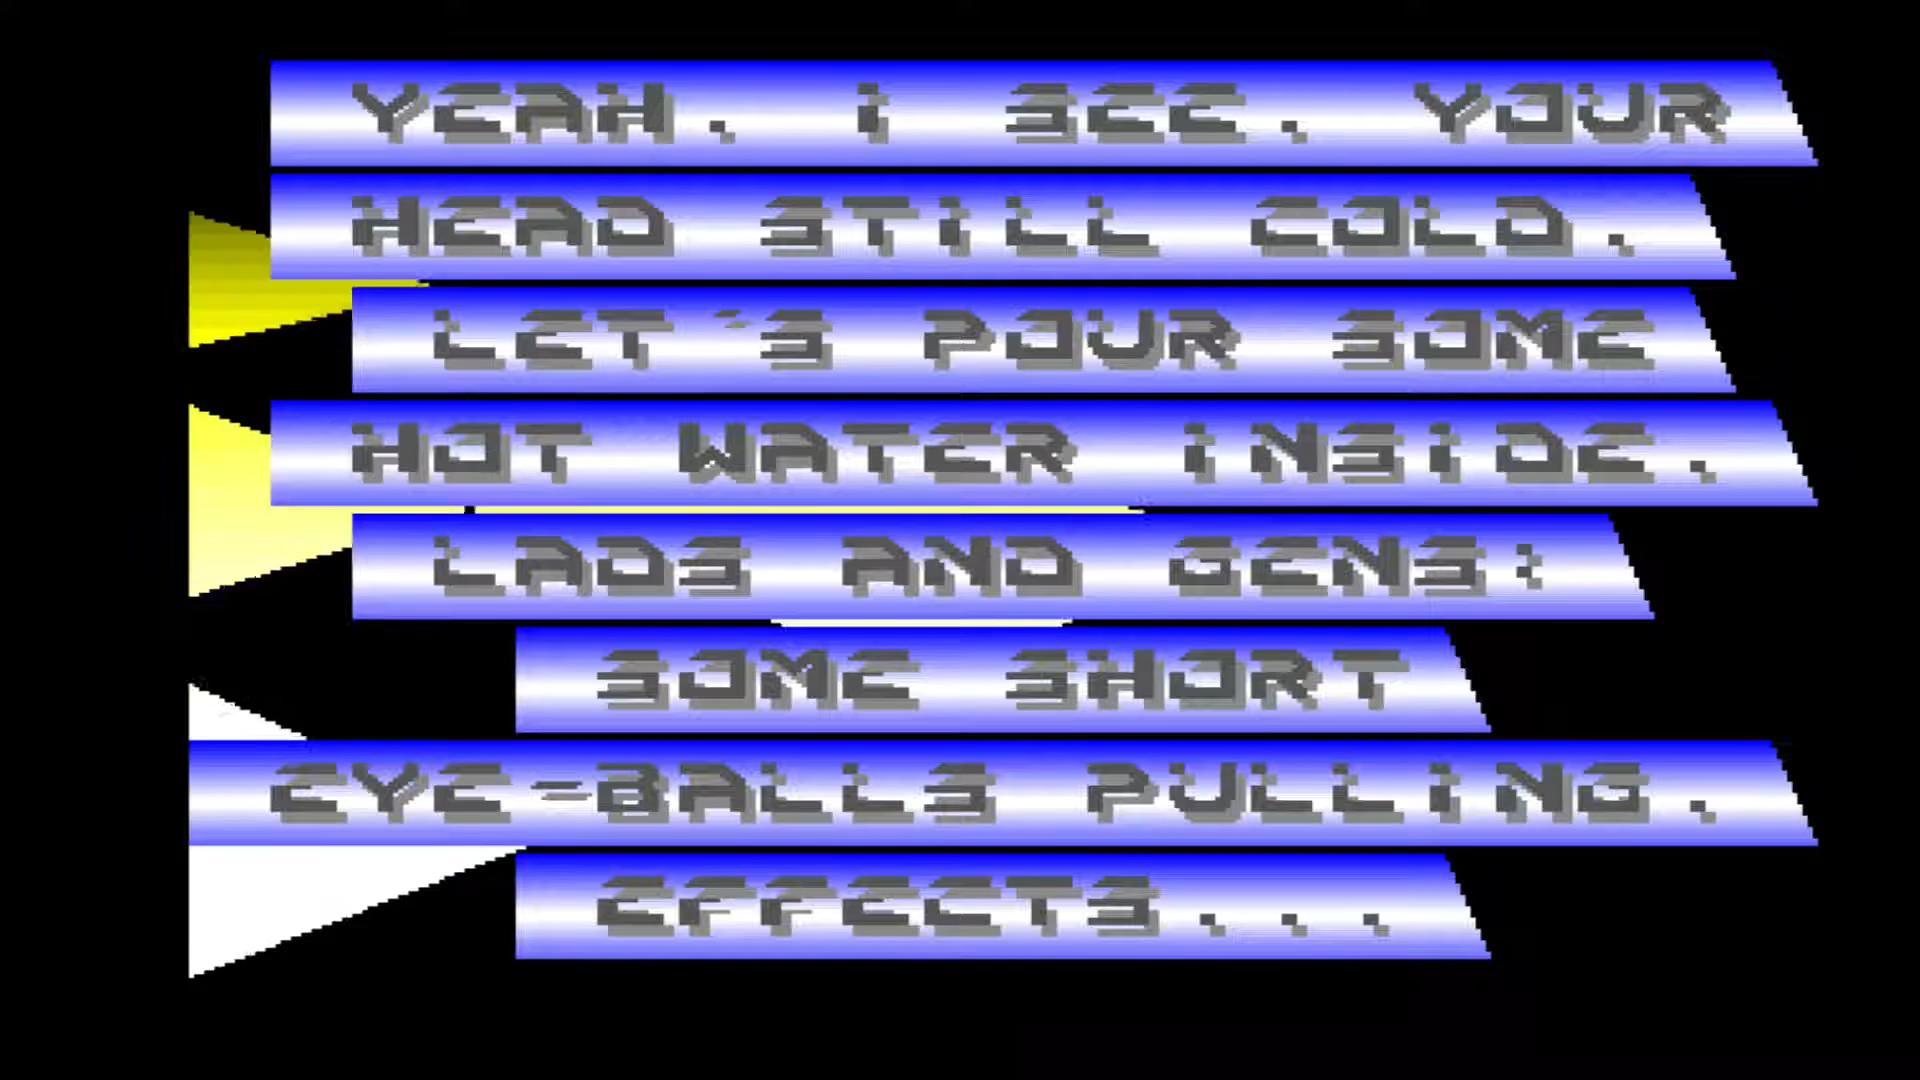 YEAH. I SEE. YOUR
HEAD STILL COLD.
LET'S POUR SOME
HOT WATER INSIDE.
LADS AND GENS:
SOME SHORT
EYE-BALLS PULLING.
EFFECTS...